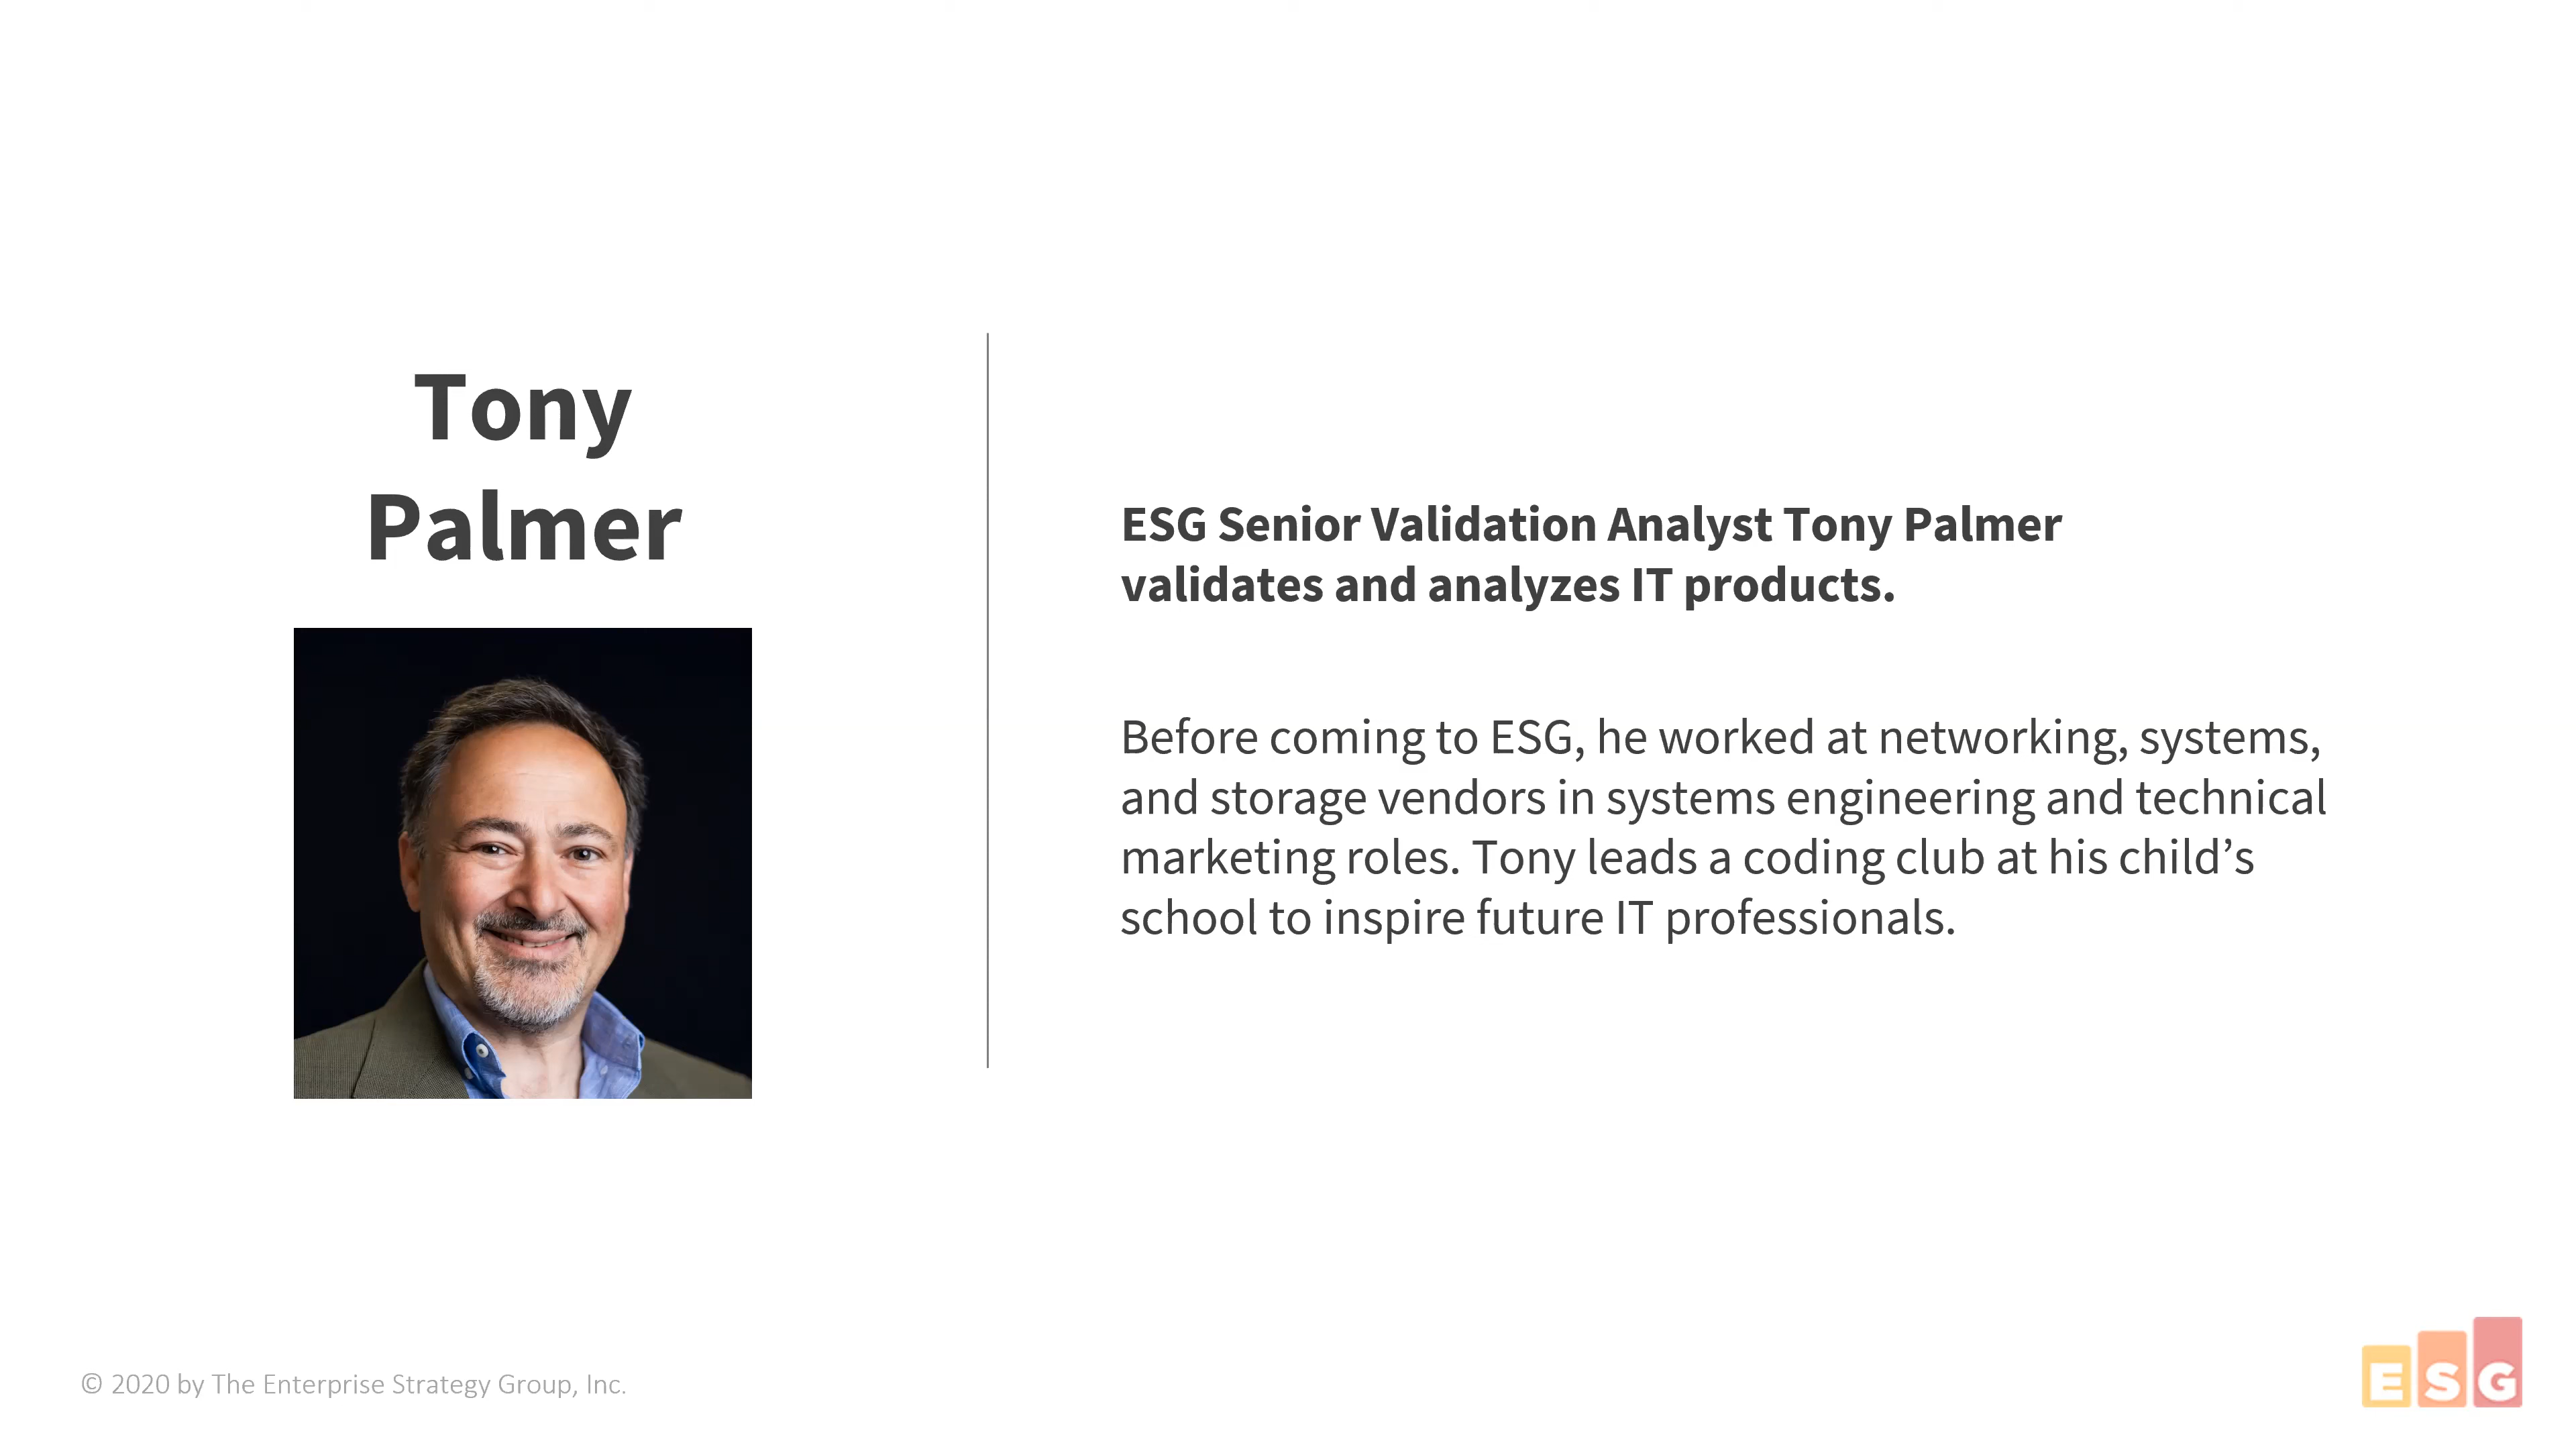 Tony
Palmer
ESG Senior Validation Analyst Tony Palmer
validates and analyzes IT products.
Before coming to ESG, he worked at networking, systems,
and storage vendors in systems engineering and technical
marketing roles. Tony leads a coding club at his child’s
school to inspire future IT professionals.
© 2020 by The Enterprise Strategy Group, Inc.
ESG